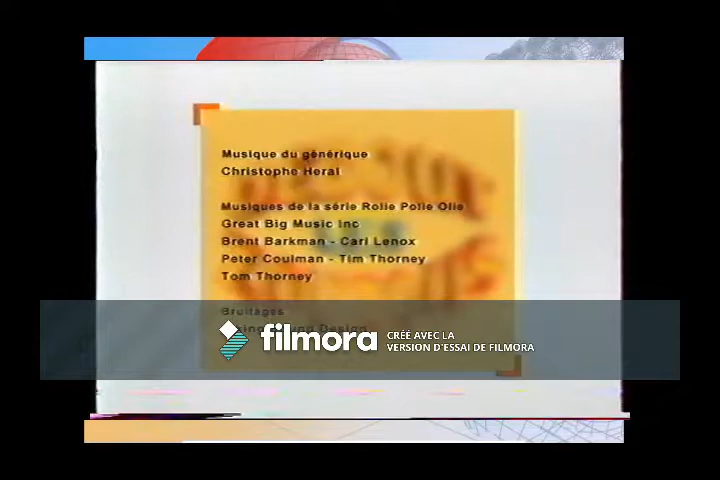 Musique du générique
Christophe Heral
Musiques de la série Rolie Polie Olie
Great Big Music Inc
Brent Barkman - Carl Lenox
Peter Coulman - Tim Thorney
Tom Thorney
Bruitages
Design
filmora
CRÉÉ AVEC LA
VERSION D'ESSAI DE FILMORA